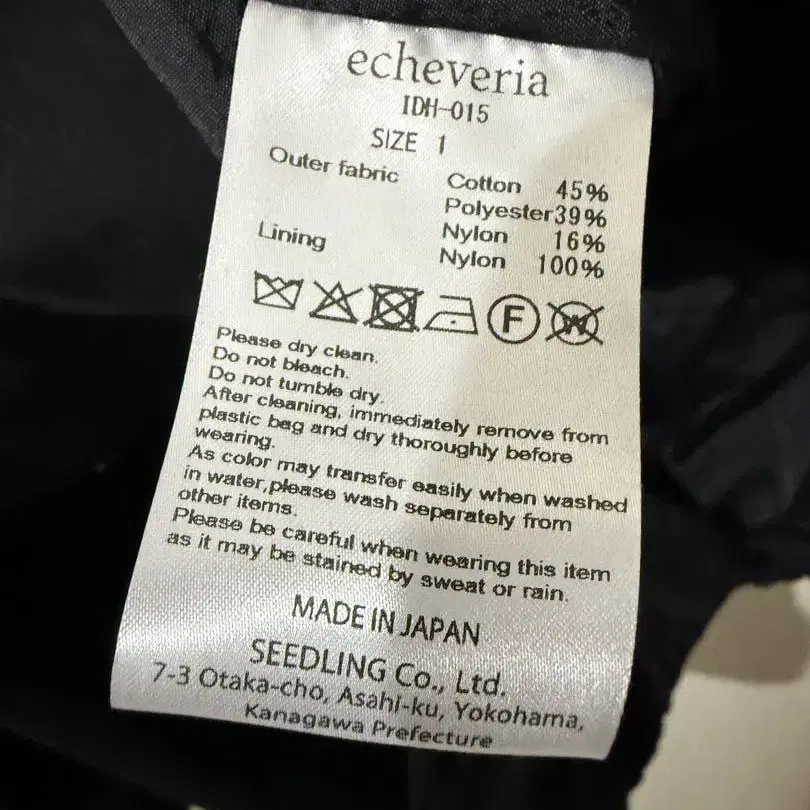 echeveria
IDH-015
SIZE 1
Outer fabric Cotton 45%
Polyester39%
Nylon 16%
Lining Nylon 100%
F W
Please dry clean.
Do not bleach.
Do not tumble dry.
After cleaning, immediately remove from
plastic bag and dry thoroughly before
wearing.
As color may transfer easily when washed
in water,please wash separately from
other items.
Please be careful when wearing this item
as it may be stained by sweat or rain.
MADE IN JAPAN
SEEDLING Co., Ltd.
7-3 Otaka-cho, Asahi-ku, Yokohama,
Kanagawa Prefecture